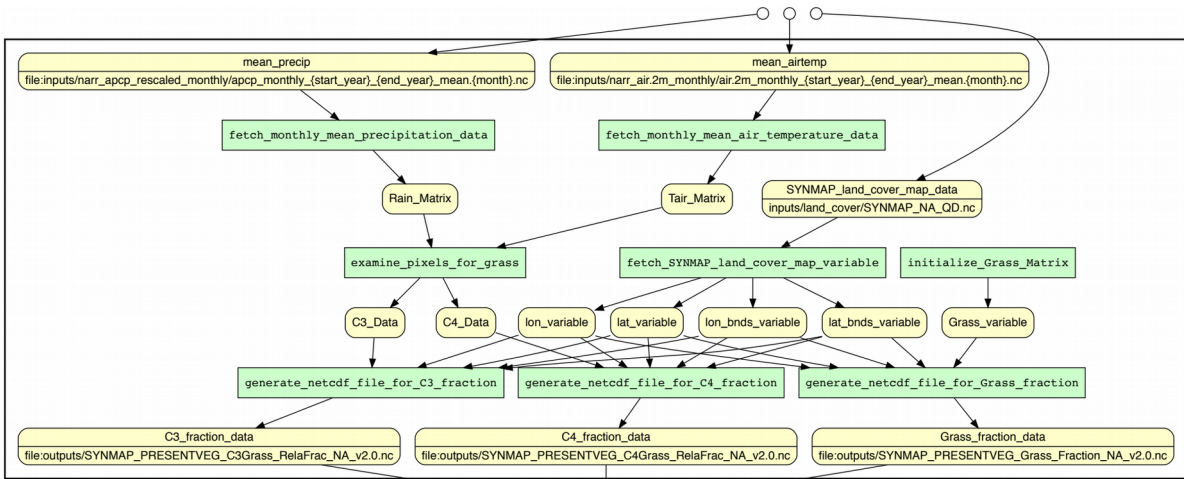 mean_precip
file:inputs/narr_apcp_rescaled_monthly/apcp_monthly_{start_year}_{end_year}_mean.{month}.nc
mean_airtemp
file:inputs/narr_air.2m_monthly/air.2m_monthly_{start_year}_{end_year}_mean.{month}.nc
fetch_monthly_mean_precipitation_data
fetch_monthly_mean_air_temperature_data
Rain_Matrix
Tair_Matrix
SYNMAP_land_cover_map_data
inputs/land_cover/SYNMAP_NA_QD.nc
examine_pixels_for_grass
fetch_SYNMAP_land_cover_map_variable
initialize_Grass_Matrix
C3_Data
C4_Data
lon_variable
lat_variable
lon_bnds_variable
lat_bnds_variable
Grass_variable
generate_netcdf_file_for_C3_fraction
generate_netcdf_file_for_C4_fraction
generate_netcdf_file_for_Grass_fraction
C3_fraction_data
file:outputs/SYNMAP_PRESENTVEG_C3Grass_RelaFrac_NA_v2.0.nc
C4_fraction_data
file:outputs/SYNMAP_PRESENTVEG_C4Grass_RelaFrac_NA_v2.0.nc
Grass_fraction_data
file:outputs/SYNMAP_PRESENTVEG_Grass_Fraction_NA_v2.0.nc